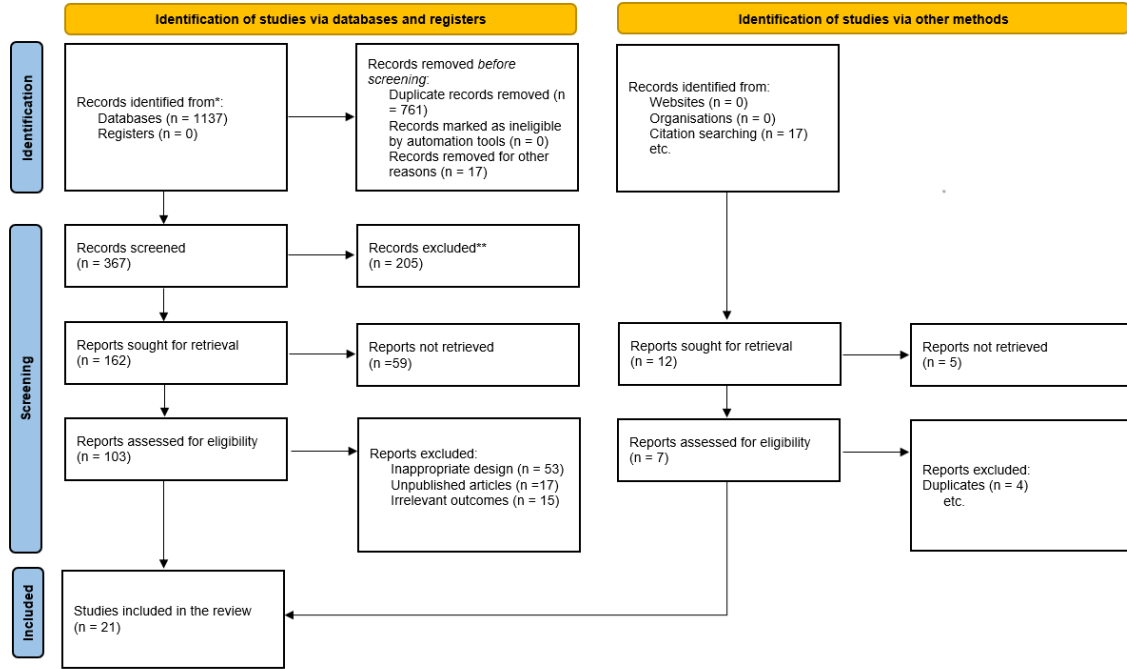 Identification of studies via databases and registers
Identification of studies via other methods
Identification
Records identified from*:
Databases (n = 1137)
Registers (n = 0)
Records removed before
screening:
Duplicate records removed (n
= 761)
Records marked as ineligible
by automation tools (n = 0)
Records removed for other
reasons (n = 17)
Records identified from:
Websites (n = 0)
Organisations (n = 0)
Citation searching (n = 17)
etc.
Screening
Records screened
(n = 367)
Records excluded**
(n = 205)
Reports sought for retrieval
(n = 162)
Reports not retrieved
(n =59)
Reports sought for retrieval
(n = 12)
Reports not retrieved
(n = 5)
Reports assessed for eligibility
(n = 103)
Reports excluded:
Inappropriate design (n = 53)
Unpublished articles (n =17)
Irrelevant outcomes (n = 15)
Reports assessed for eligibility
(n = 7)
Reports excluded:
Duplicates (n = 4)
etc.
Included
Studies included in the review
(n = 21)